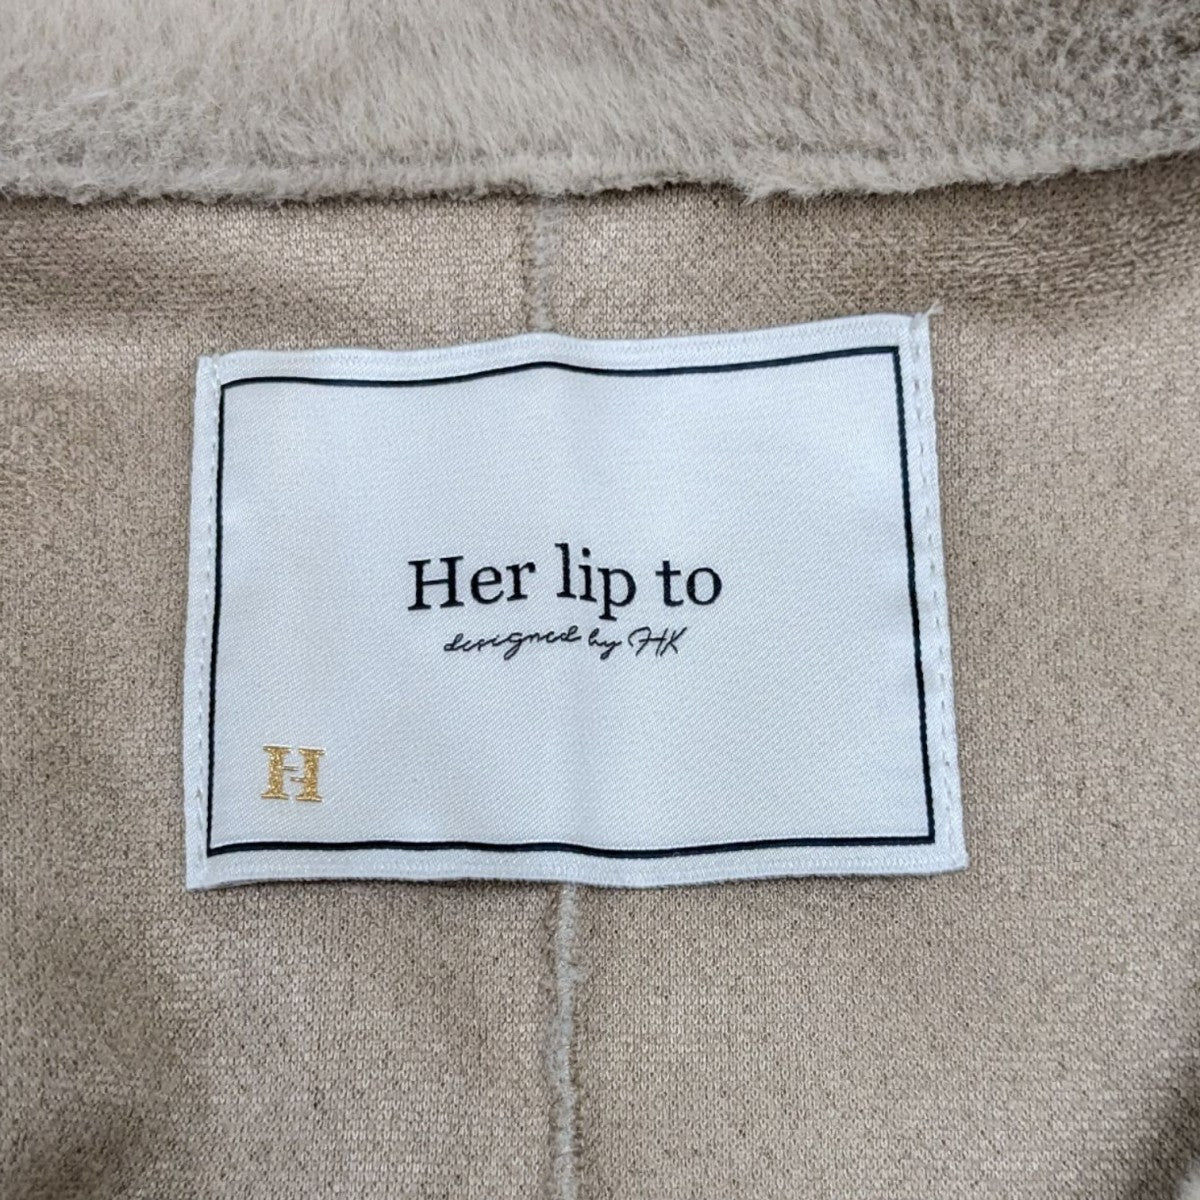 Her lip to
designed by HK
H